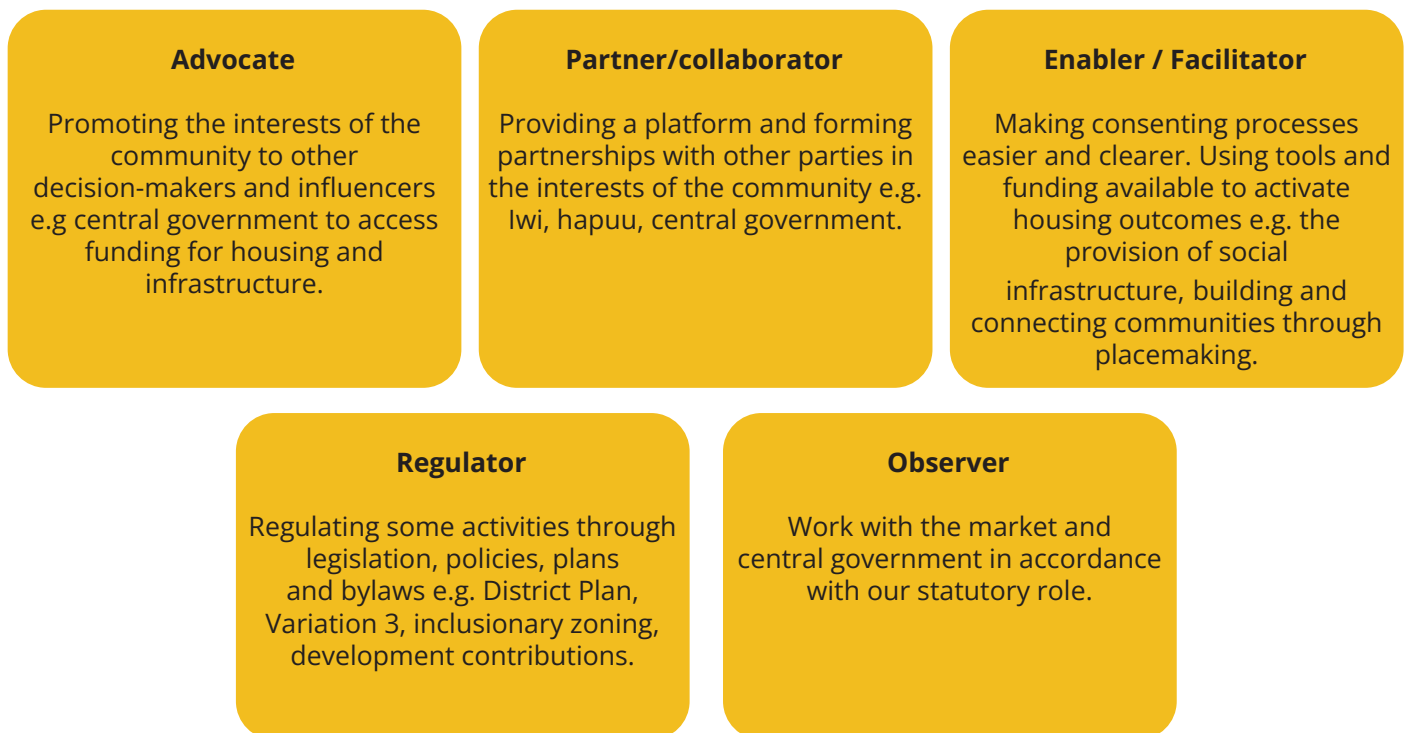 Advocate
Promoting the interests of the
community to other
decision-makers and influencers
e.g central government to access
funding for housing and
infrastructure.
Partner/collaborator
Providing a platform and forming
partnerships with other parties in
the interests of the community e.g.
Iwi, hapuu, central government.
Enabler / Facilitator
Making consenting processes
easier and clearer. Using tools and
funding available to activate
housing outcomes e.g. the
provision of social
infrastructure, building and
connecting communities through
placemaking.
Regulator
Regulating some activities through
legislation, policies, plans
and bylaws e.g. District Plan,
Variation 3, inclusionary zoning,
development contributions.
Observer
Work with the market and
central government in accordance
with our statutory role.